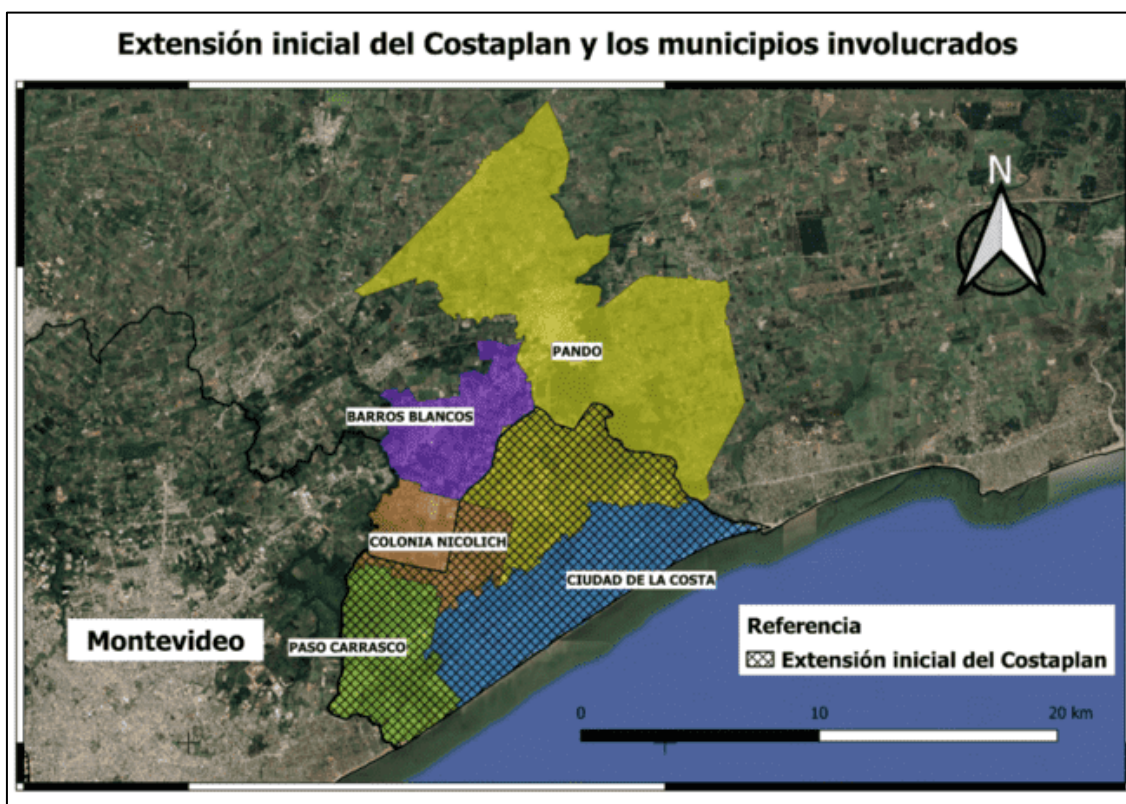 Extensión inicial del Costaplan y los municipios involucrados
N
PANDO
BARROS BLANCOS
COLONIA NICOLICH
CIUDAD DE LA COSTA
PASO CARRASCO
Montevideo
Referencia
Extensión inicial del Costaplan
0 10 20 km